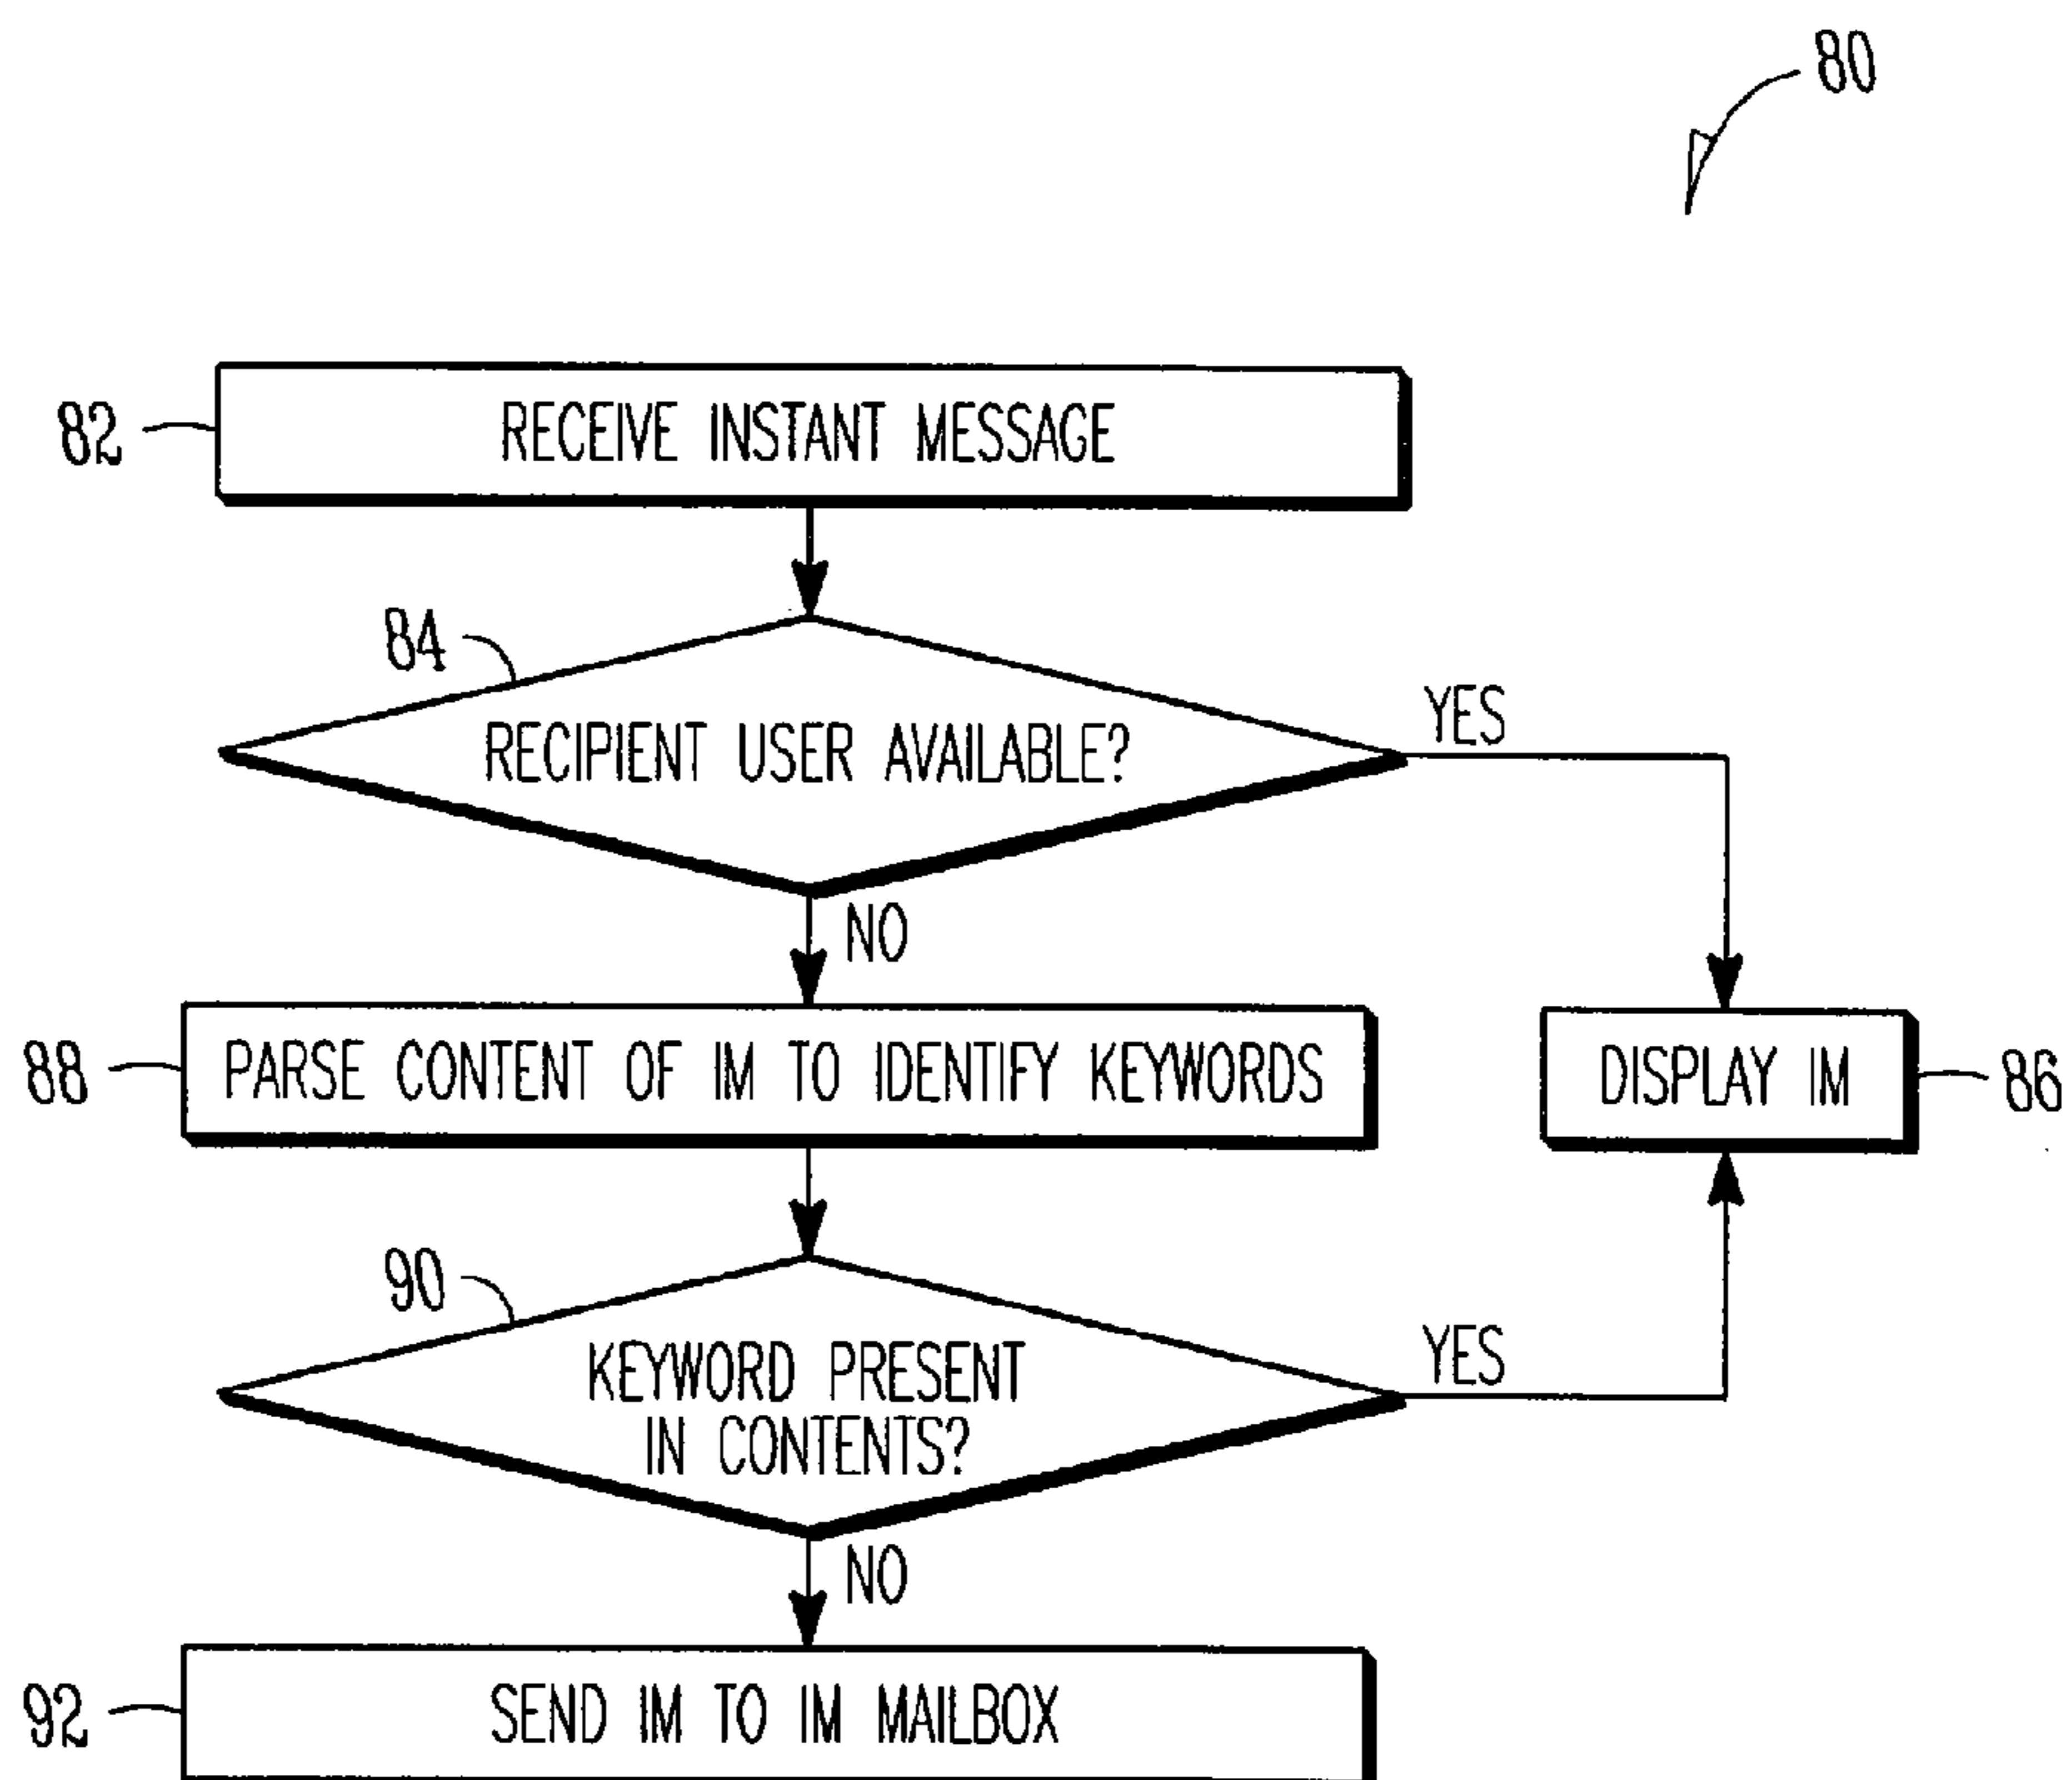 80
82
RECEIVE INSTANT MESSAGE
84
RECIPIENT USER AVAILABLE?
YES
NO
88
PARSE CONTENT OF IM TO IDENTIFY KEYWORDS
DISPLAY IM
86
90
KEYWORD PRESENT
IN CONTENTS?
YES
NO
92
SEND IM TO IM MAILBOX